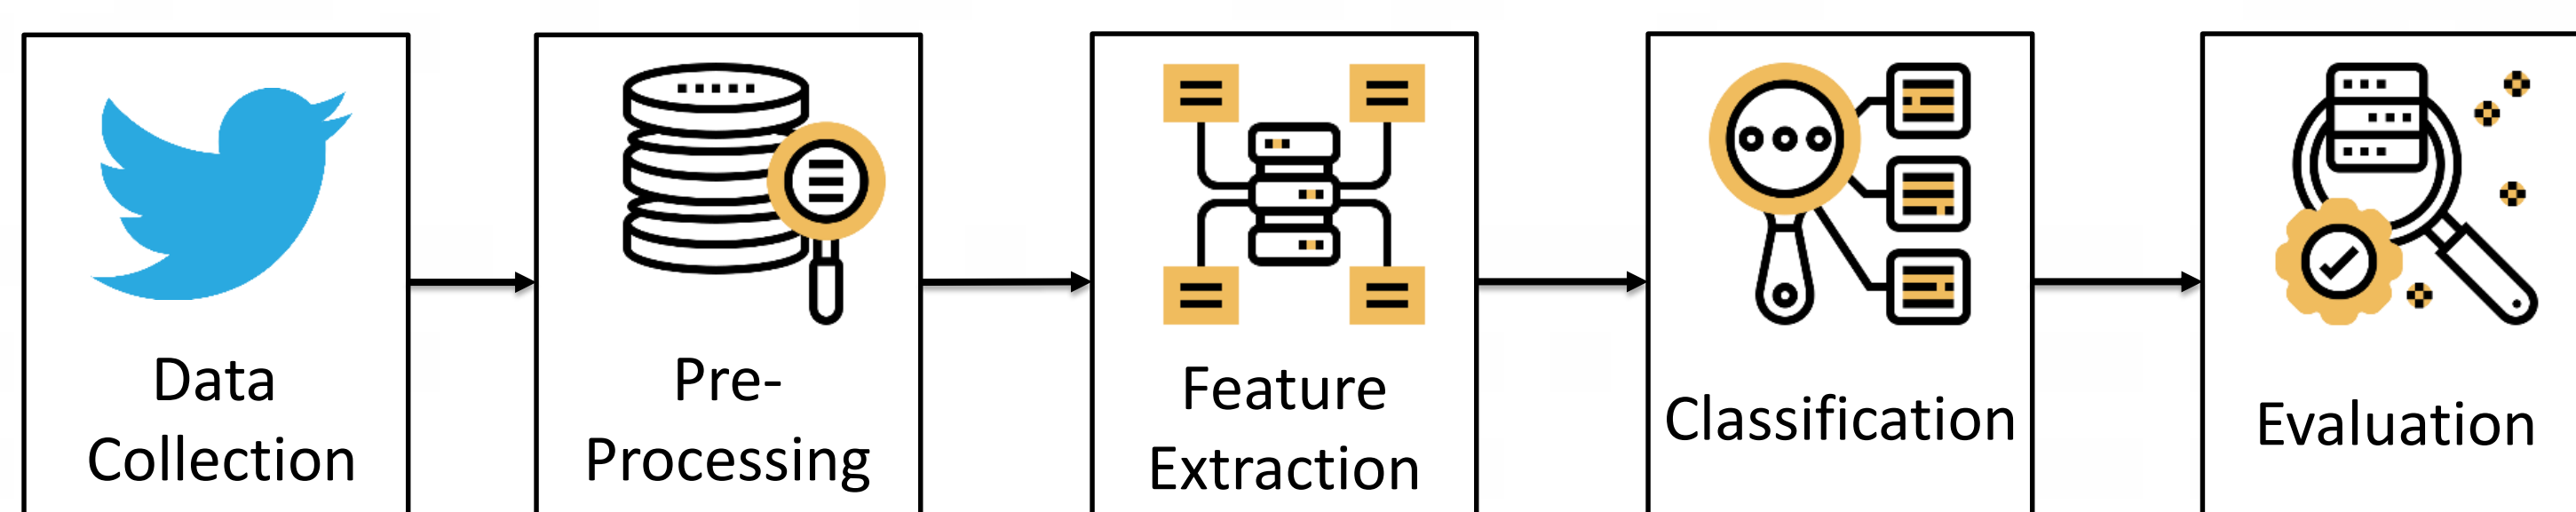 Data
Collection
Pre-
Processing
Feature
Extraction
Classification
Evaluation